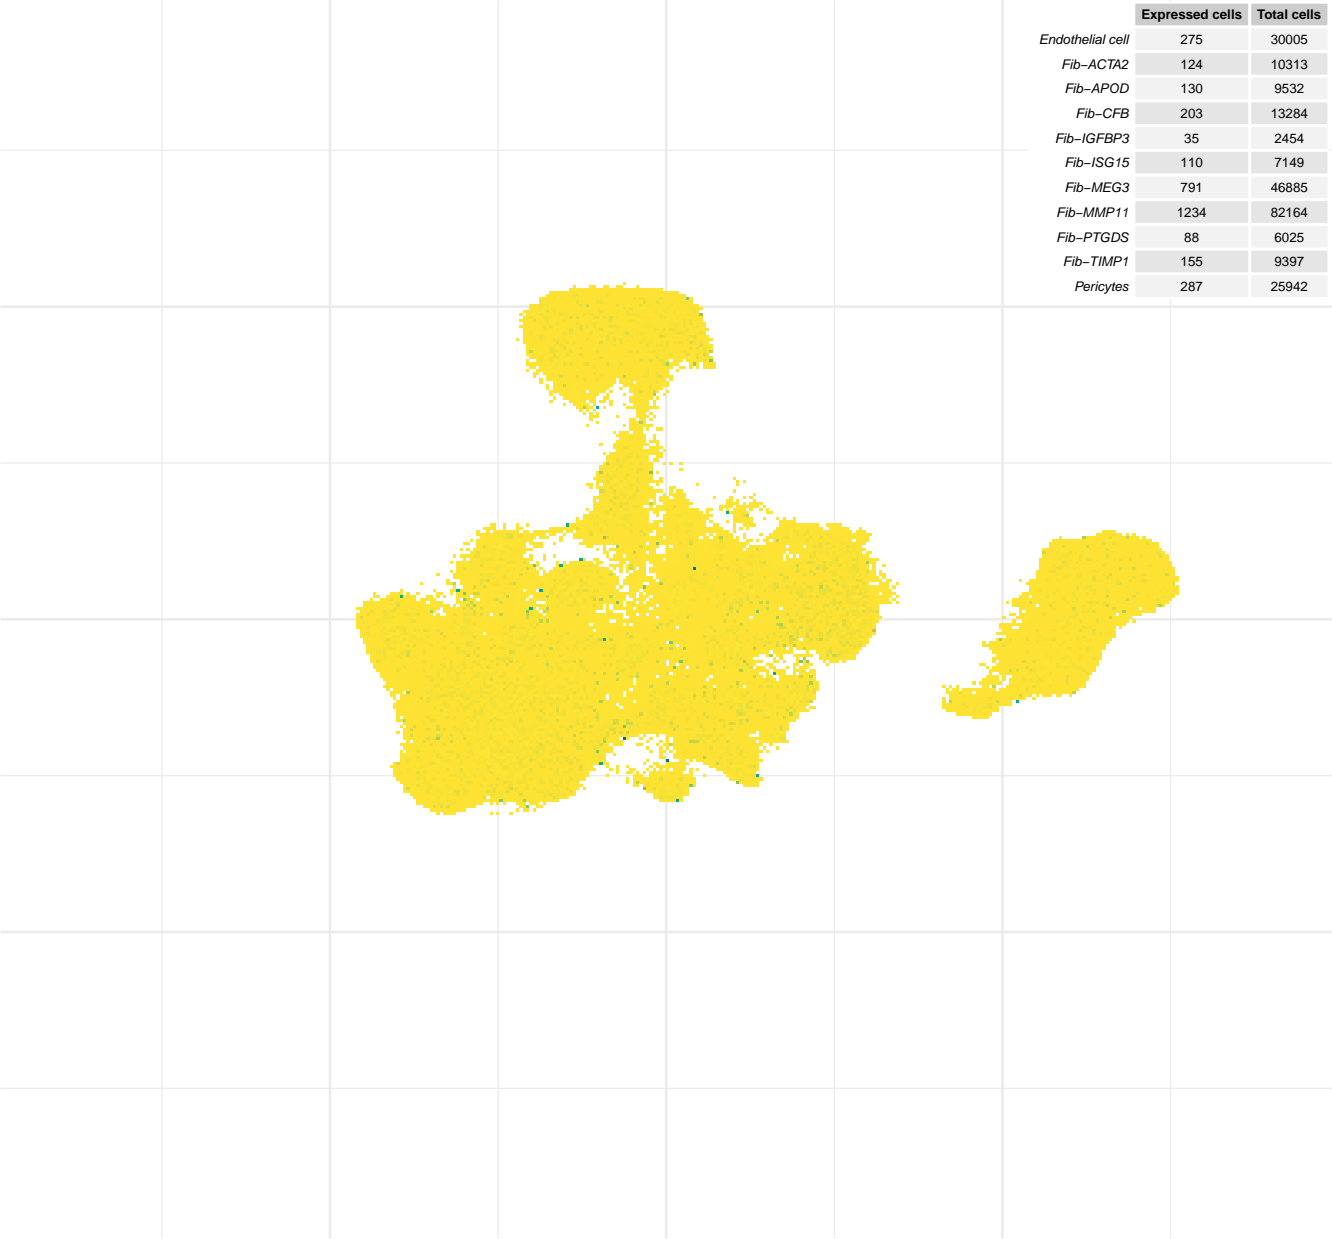 Expressed cells Total cells
Endothelial cell 275 30005
Fib−ACTA2 124 10313
Fib−APOD 130 9532
Fib−CFB 203 13284
Fib−IGFBP3 35 2454
Fib−ISG15 110 7149
Fib−MEG3 791 46885
Fib−MMP11 1234 82164
Fib−PTGDS 88 6025
Fib−TIMP1 155 9397
Pericytes 287 25942